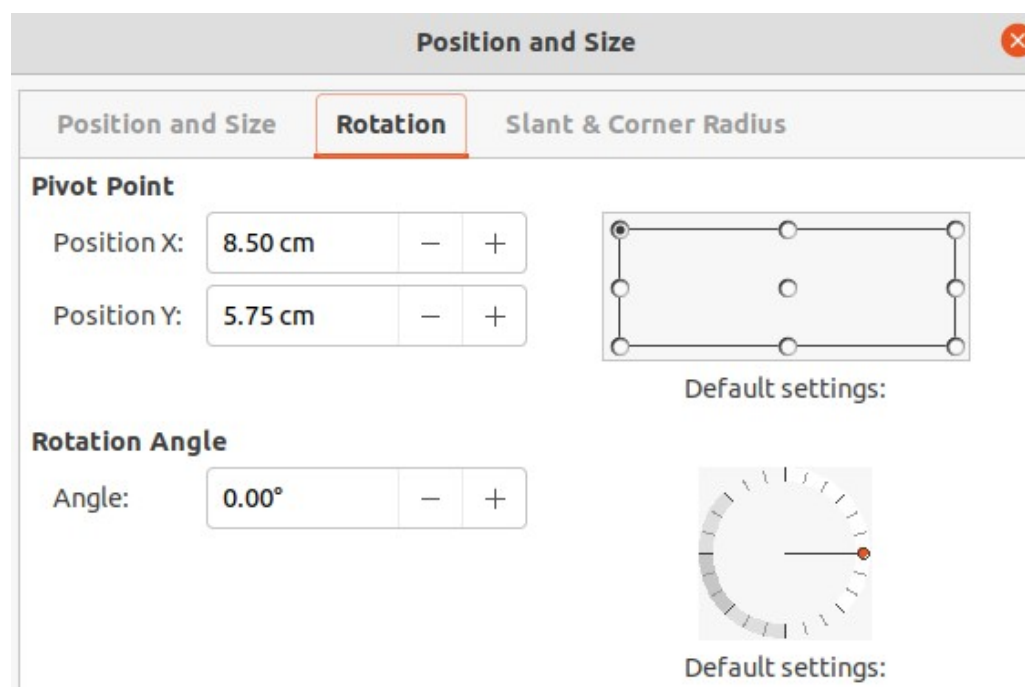 Position and Size
Position and Size Rotation Slant & Corner Radius
Pivot Point
Position X: 8.50 cm − +
Position Y: 5.75 cm − +
Default settings:
Rotation Angle
Angle: 0.00° − +
Default settings: